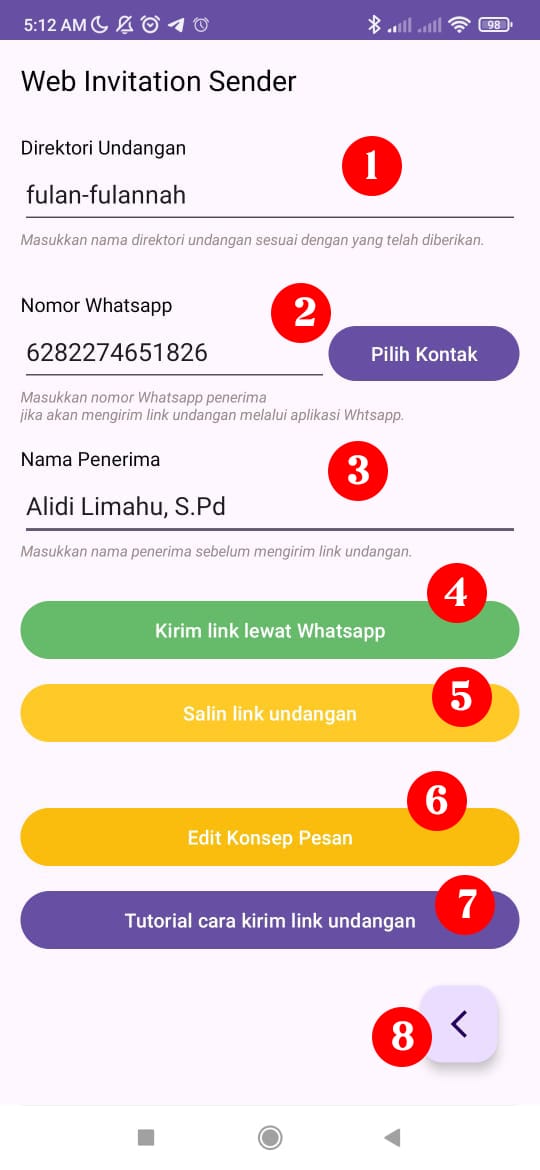 5:12 AM
98
Web Invitation Sender
Direktori Undangan
1
fulan-fulannah
Masukkan nama direktori undangan sesuai dengan yang telah diberikan.
Nomor Whatsapp
2
6282274651826
Pilih Kontak
Masukkan nomor Whatsapp penerima
jika akan mengirim link undangan melalui aplikasi Whtsapp.
Nama Penerima
3
Alidi Limahu, S.Pd
Masukkan nama penerima sebelum mengirim link undangan.
4
Kirim link lewat Whatsapp
5
Salin link undangan
6
Edit Konsep Pesan
7
Tutorial cara kirim link undangan
8